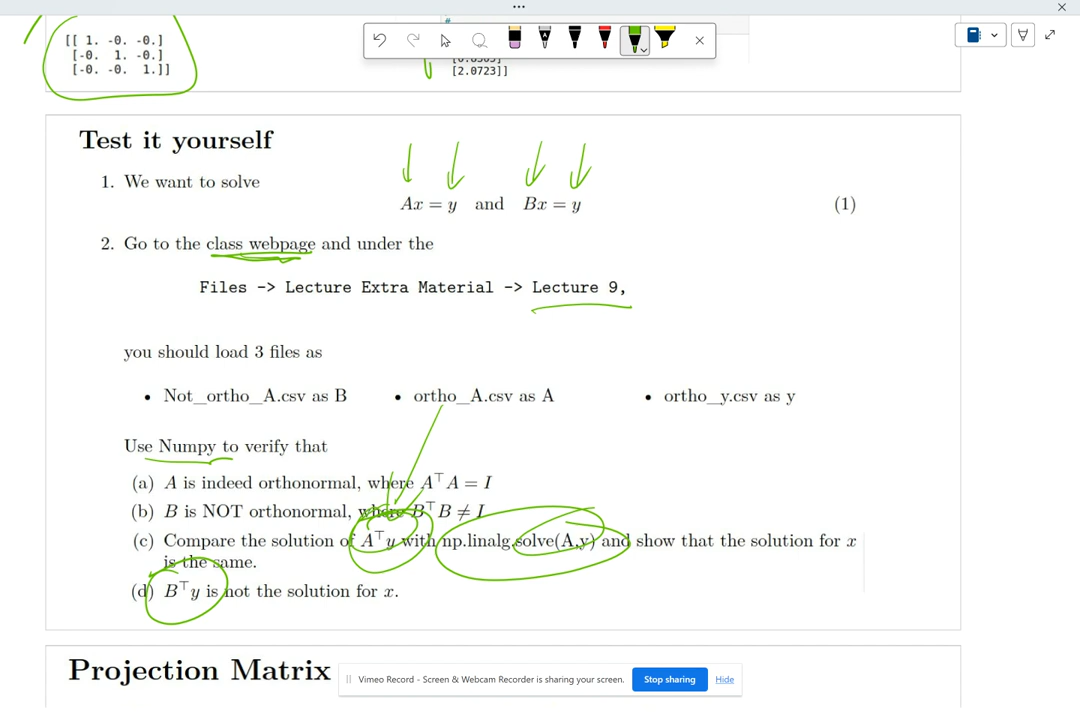 [[ 1. -0. -0.]
[-0. 1. -0.]
[-0. -0. 1.]]
[2.0723]]
Test it yourself
1. We want to solve
Ax = y and Bx = y (1)
2. Go to the class webpage and under the
Files -> Lecture Extra Material -> Lecture 9,
you should load 3 files as
• Not_ortho_A.csv as B • ortho_A.csv as A • ortho_y.csv as y
Use Numpy to verify that
(a) A is indeed orthonormal, where A⊤A = I
(b) B is NOT orthonormal, where B⊤B ≠ I
(c) Compare the solution of A⊤y with np.linalg.solve(A,y) and show that the solution for x
is the same.
(d) B⊤y is not the solution for x.
Projection Matrix
Vimeo Record - Screen & Webcam Recorder is sharing your screen. Stop sharing Hide